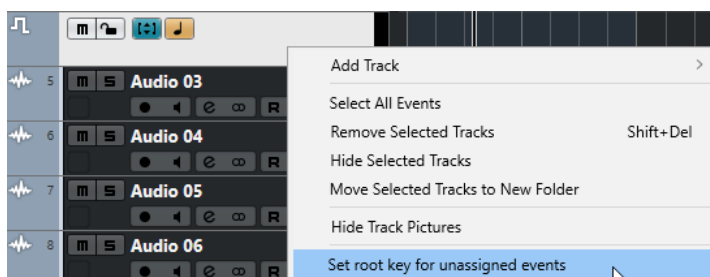 m
Add Track
5 m S Audio 03
Select All Events
e R
6 m S Audio 04
Remove Selected Tracks Shift+Del
e R
Hide Selected Tracks
7 m S Audio 05
Move Selected Tracks to New Folder
e R
Hide Track Pictures
8 m S Audio 06
Set root key for unassigned events
e R